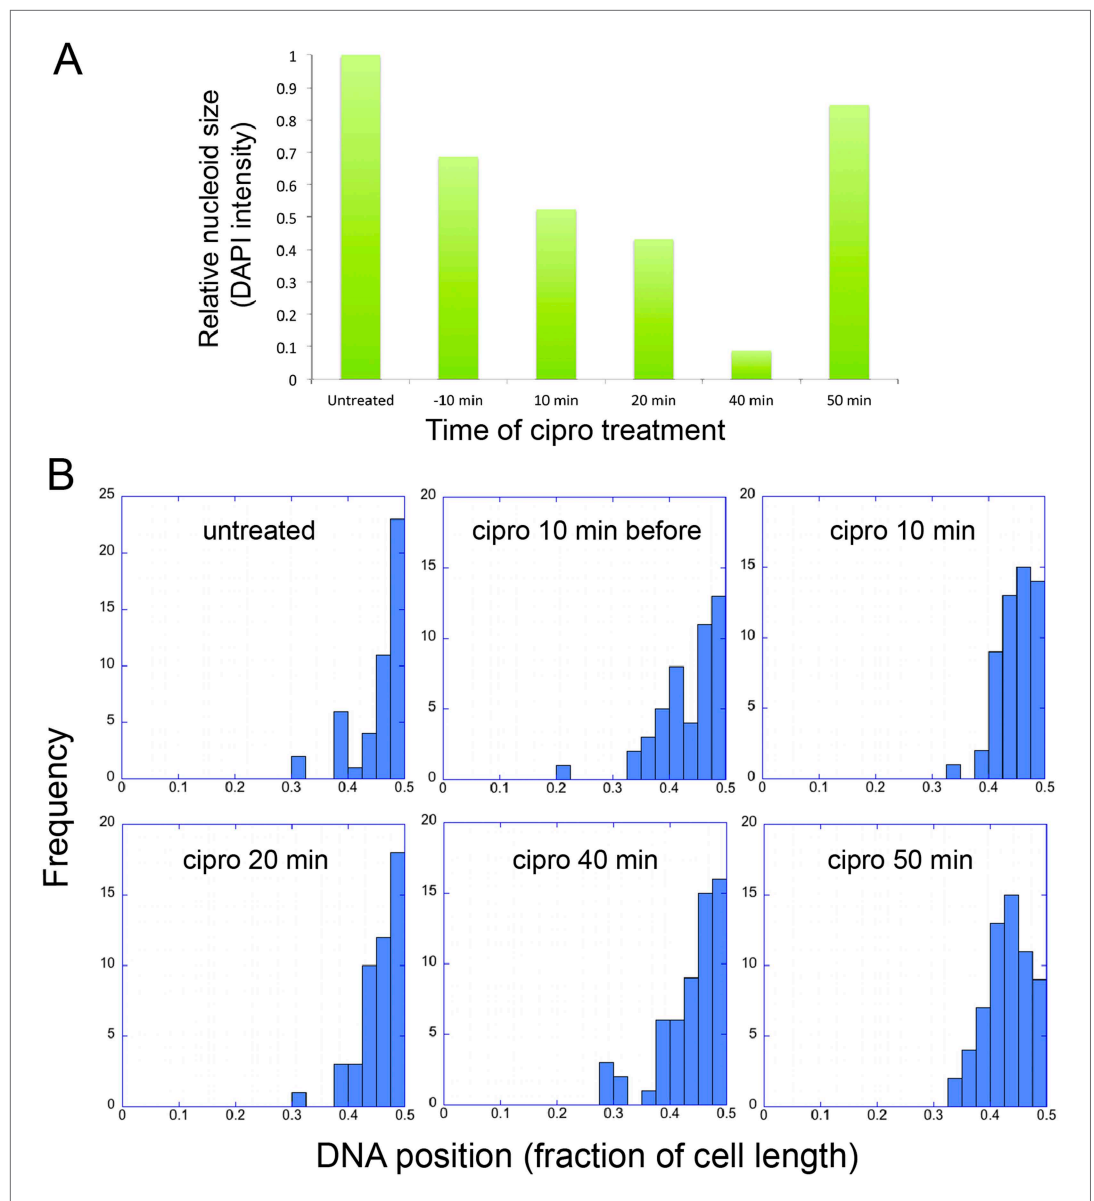 A
Relative nucleoid size
(DAPI intensity)
1
0.9
0.8
0.7
0.6
0.5
0.4
0.3
0.2
0.1
0
Untreated -10 min 10 min 20 min 40 min 50 min
Time of cipro treatment
B
Frequency
untreated
25
20
15
10
5
0
0 0.1 0.2 0.3 0.4 0.5
cipro 10 min before
20
15
10
5
0
0 0.1 0.2 0.3 0.4 0.5
cipro 10 min
20
15
10
5
0
0 0.1 0.2 0.3 0.4 0.5
cipro 20 min
20
15
10
5
0
0 0.1 0.2 0.3 0.4 0.5
cipro 40 min
20
15
10
5
0
0 0.1 0.2 0.3 0.4 0.5
cipro 50 min
20
15
10
5
0
0 0.1 0.2 0.3 0.4 0.5
DNA position (fraction of cell length)